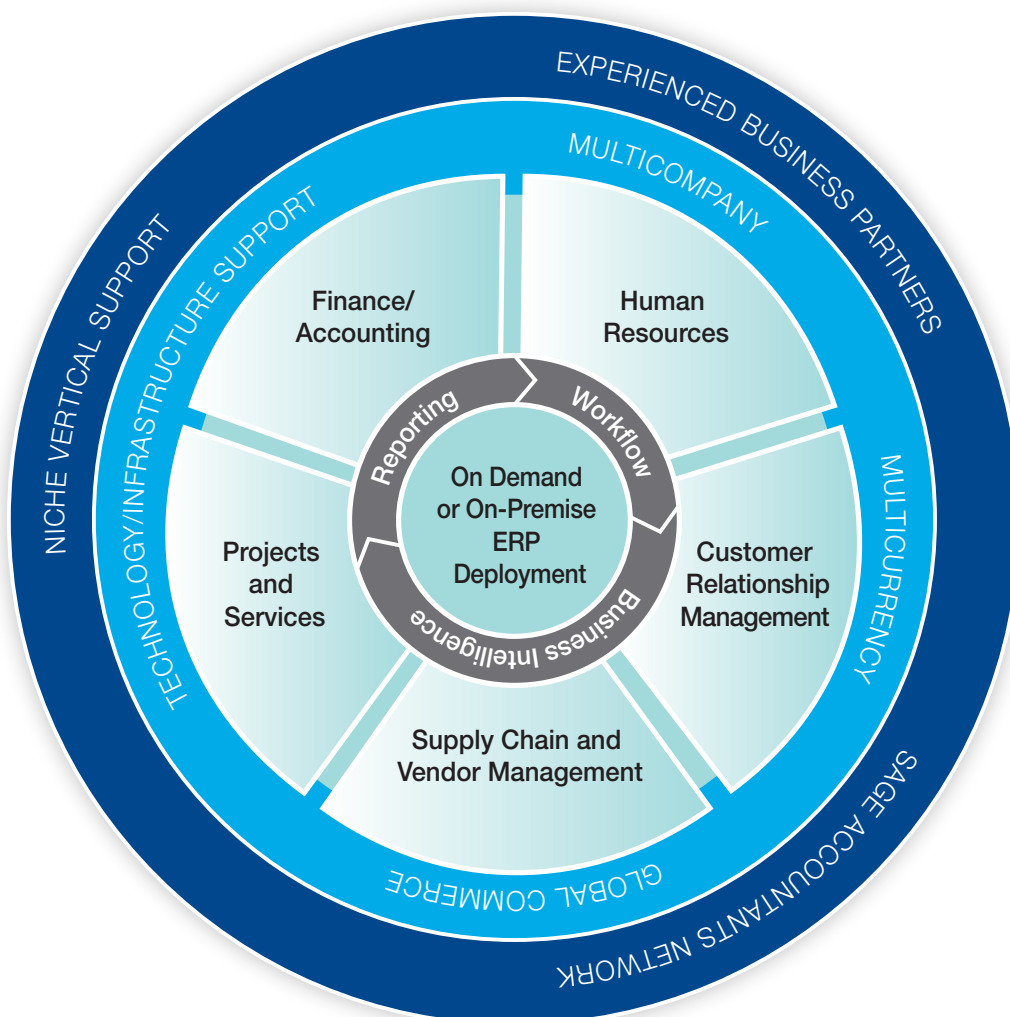 EXPERIENCED BUSINESS PARTNERS
SAGE ACCOUNTANTS NETWORK
NICHE VERTICAL SUPPORT
MULTICOMPANY
MULTICURRENCY
GLOBAL COMMERCE
TECHNOLOGY/INFRASTRUCTURE SUPPORT
Finance/
Accounting
Human
Resources
Customer
Relationship
Management
Supply Chain and
Vendor Management
Projects
and
Services
Reporting
Workflow
Business Intelligence
On Demand
or On-Premise
ERP
Deployment